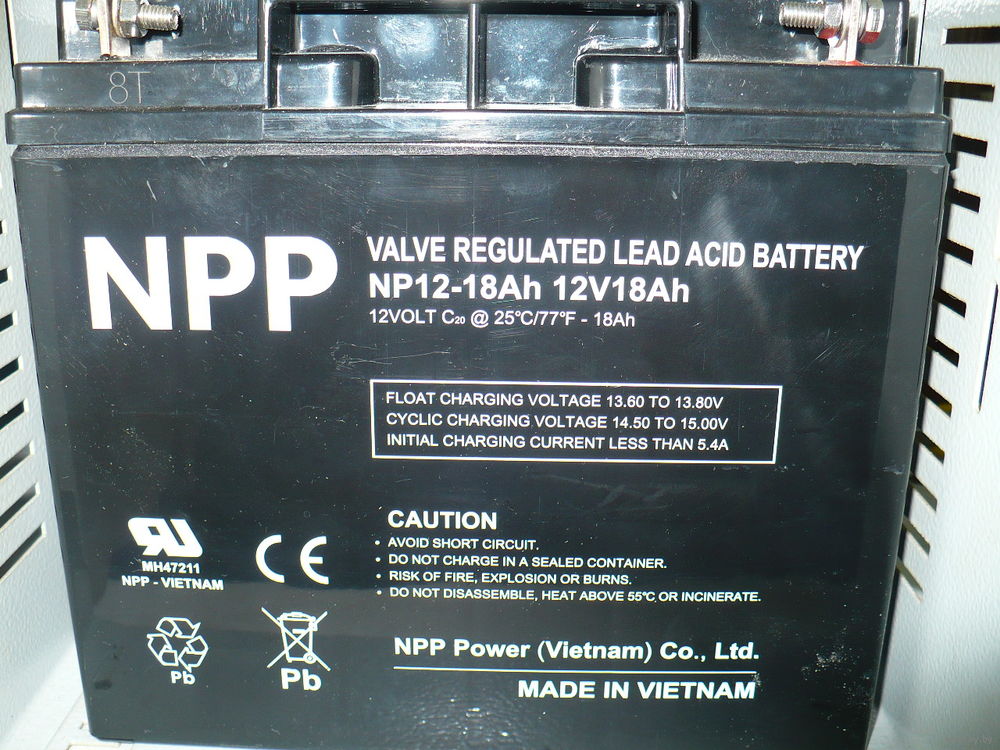 8T
NPP
VALVE REGULATED LEAD ACID BATTERY
NP12-18Ah 12V18Ah
12VOLT C₂₀ @ 25℃/77℉ - 18Ah
FLOAT CHARGING VOLTAGE 13.60 TO 13.80V
CYCLIC CHARGING VOLTAGE 14.50 TO 15.00V
INITIAL CHARGING CURRENT LESS THAN 5.4A
CAUTION
• AVOID SHORT CIRCUIT.
• DO NOT CHARGE IN A SEALED CONTAINER.
• RISK OF FIRE, EXPLOSION OR BURNS.
• DO NOT DISASSEMBLE, HEAT ABOVE 55℃, OR INCINERATE.
MH47211
NPP - VIETNAM
CE
Pb
Pb
NPP Power (Vietnam) Co., Ltd.
MADE IN VIETNAM